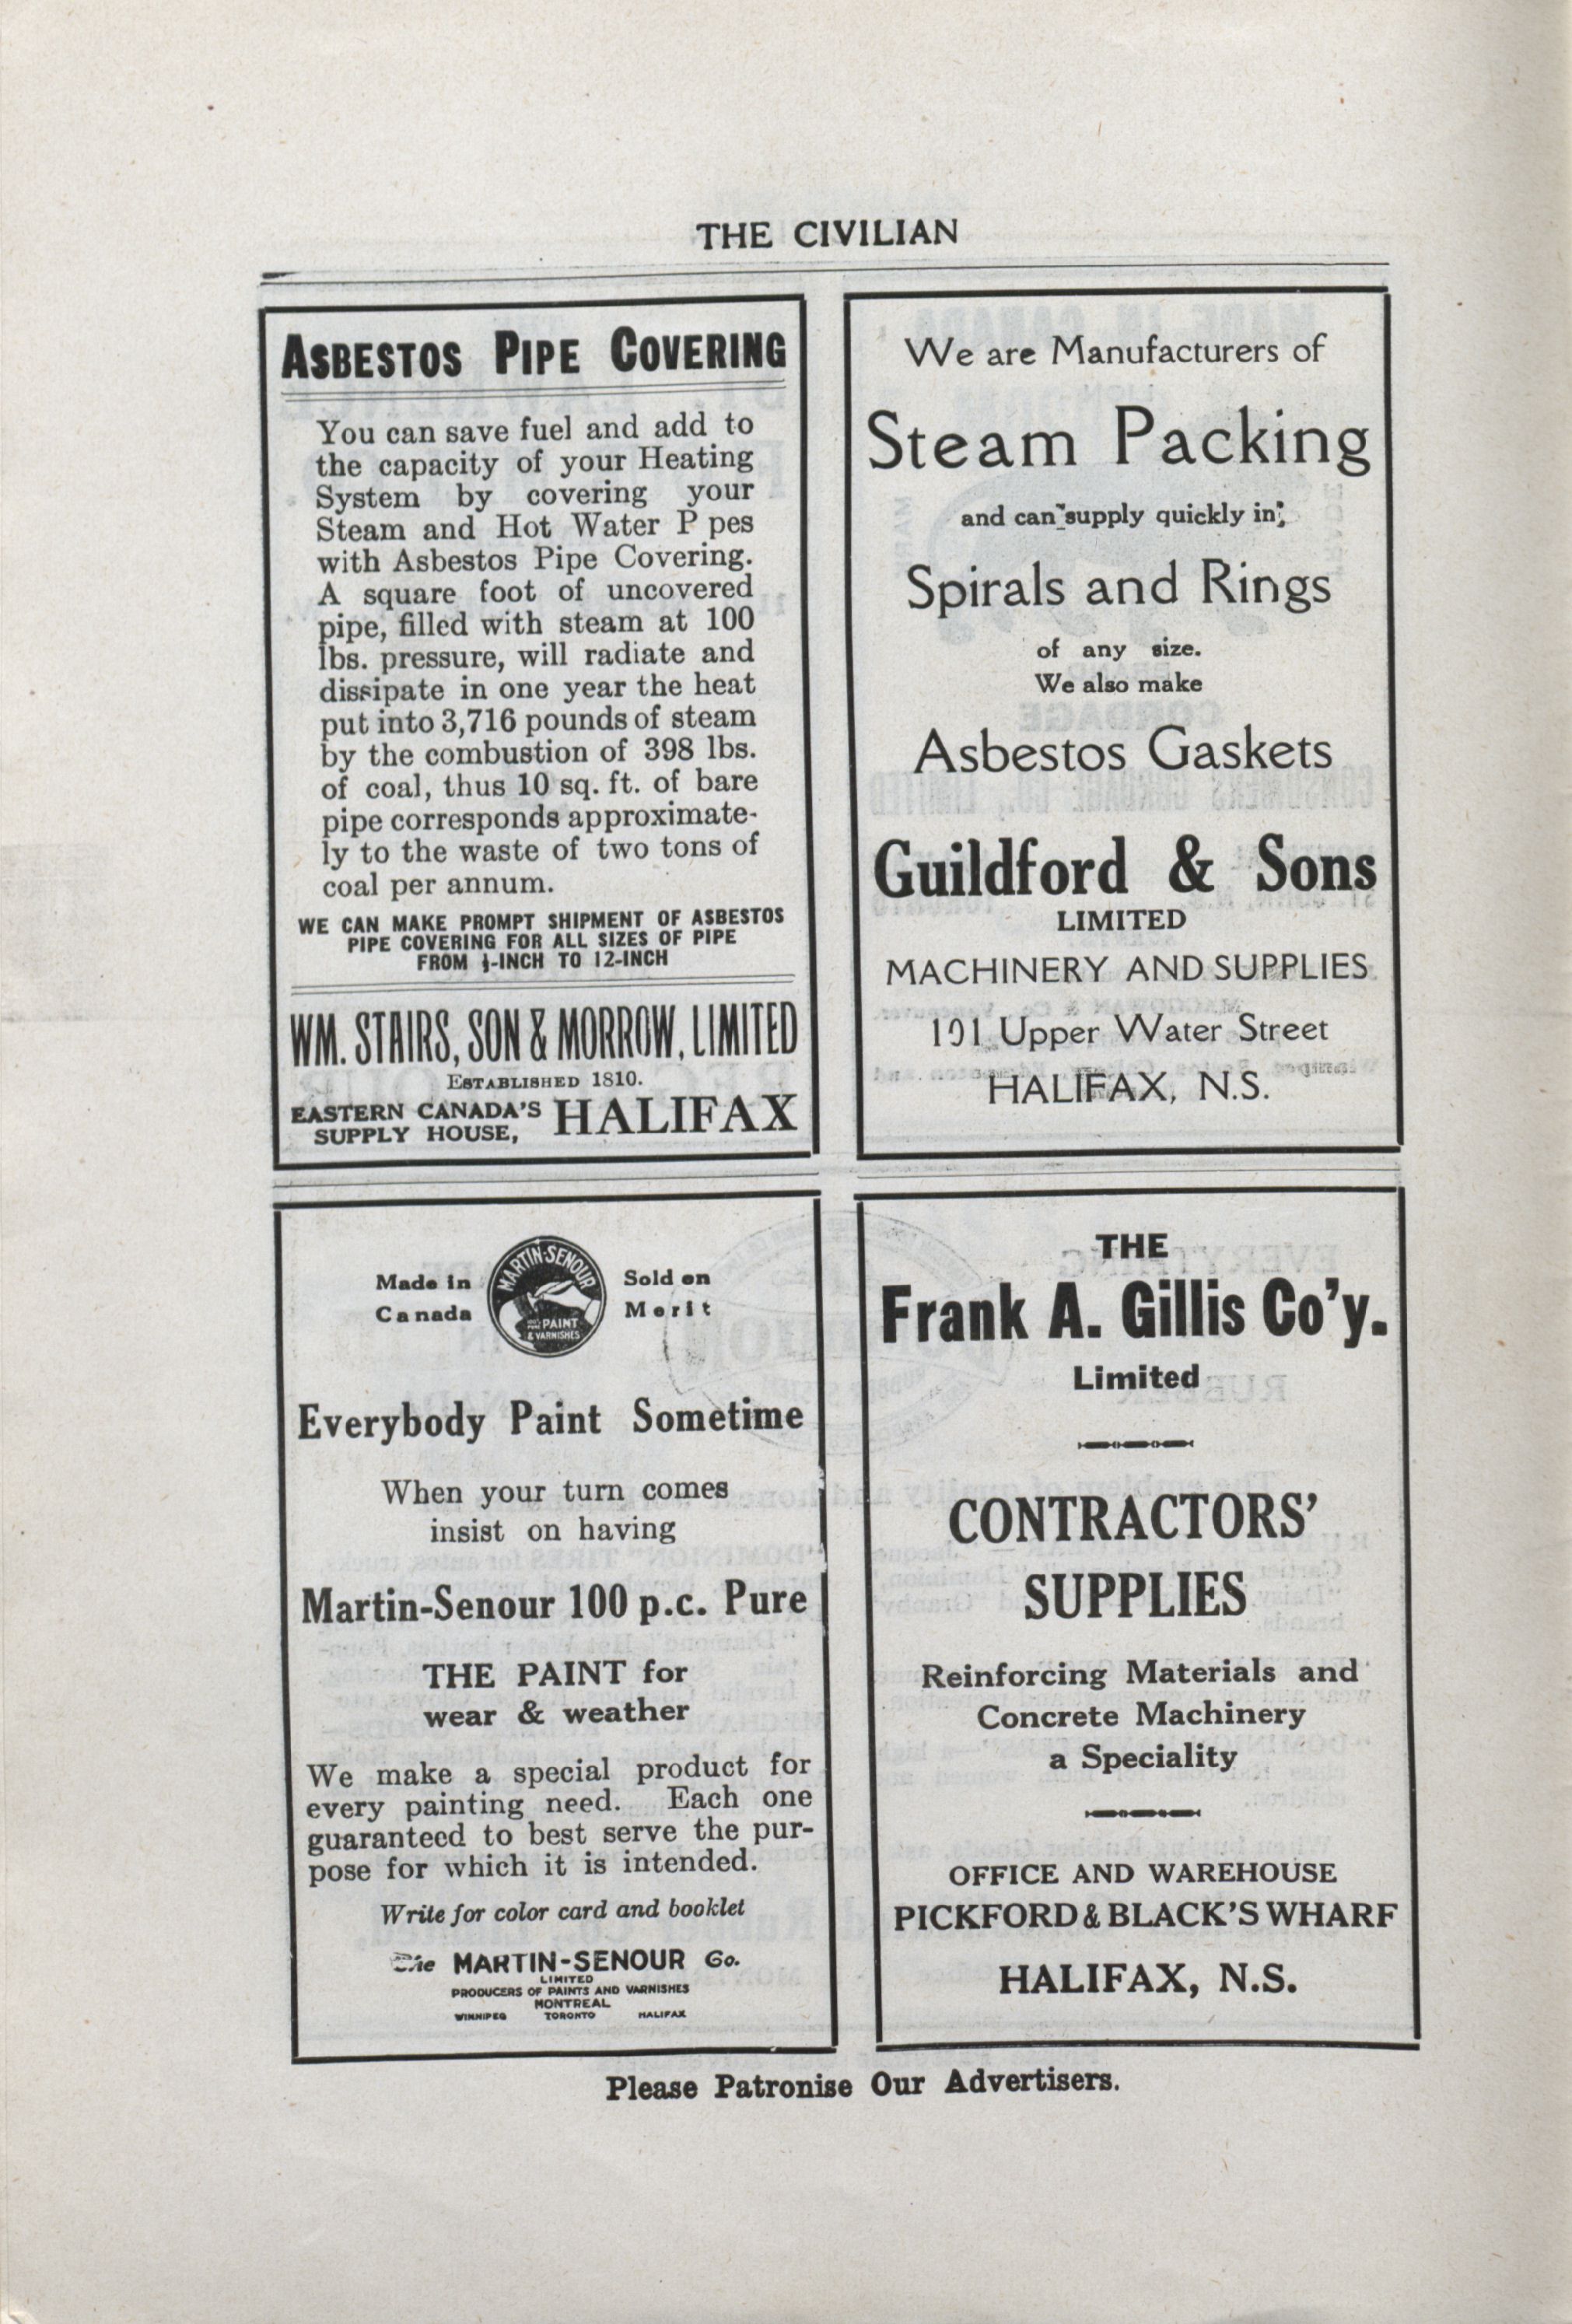 THE CIVILIAN
ASBESTOS PIPE COVERING
You can save fuel and add to
the capacity of your Heating
System by covering your
Steam and Hot Water P pes
with Asbestos Pipe Covering.
A square foot of uncovered
pipe, filled with steam at 100
lbs. pressure, will radiate and
dissipate in one year the heat
put into 3,716 pounds of steam
by the combustion of 398 lbs.
of coal, thus 10 sq. ft. of bare
pipe corresponds approximate-
ly to the waste of two tons of
coal per annum.
WE CAN MAKE PROMPT SHIPMENT OF ASBESTOS
PIPE COVERING FOR ALL SIZES OF PIPE
FROM -INCH TO 12-INCH
WM. STAIRS, SON & MORROW, LIMITED
ESTABLISHED 1810.
EASTERN CANADA'S
SUPPLY HOUSE,
HALIFAX
We are Manufacturers of
Steam Packing
and can supply quickly in
Spirals and Rings
of any size.
We also make
Asbestos Gaskets
Guildford & Sons
LIMITED
MACHINERY AND SUPPLIES
101 Upper Water Street
HALIFAX, N.S.
Made in
Canada
MARTIN-SENOUR
100% PURE PAINT
& VARNISHES
Sold on
Merit
Everybody Paint Sometime
When your turn comes
insist on having
Martin-Senour 100 p.c. Pure
THE PAINT for
wear & weather
We make a special product for
every painting need. Each one
guaranteed to best serve the pur-
pose for which it is intended.
Write for color card and booklet
The MARTIN-SENOUR Co.
LIMITED
PRODUCERS OF PAINTS AND VARNISHES
MONTREAL
WINNIPEG TORONTO HALIFAX
THE
Frank A. Gillis Co'y.
Limited
CONTRACTORS'
SUPPLIES
Reinforcing Materials and
Concrete Machinery
a Speciality
OFFICE AND WAREHOUSE
PICKFORD & BLACK'S WHARF
HALIFAX, N.S.
Please Patronise Our Advertisers.